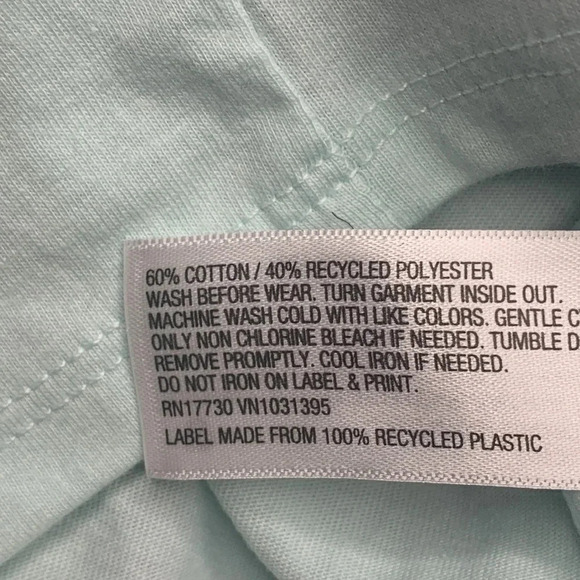 60% COTTON / 40% RECYCLED POLYESTER
WASH BEFORE WEAR. TURN GARMENT INSIDE OUT.
MACHINE WASH COLD WITH LIKE COLORS. GENTLE
ONLY NON CHLORINE BLEACH IF NEEDED. TUMBLE
REMOVE PROMPTLY. COOL IRON IF NEEDED.
DO NOT IRON ON LABEL & PRINT.
RN17730 VN1031395
LABEL MADE FROM 100% RECYCLED PLASTIC